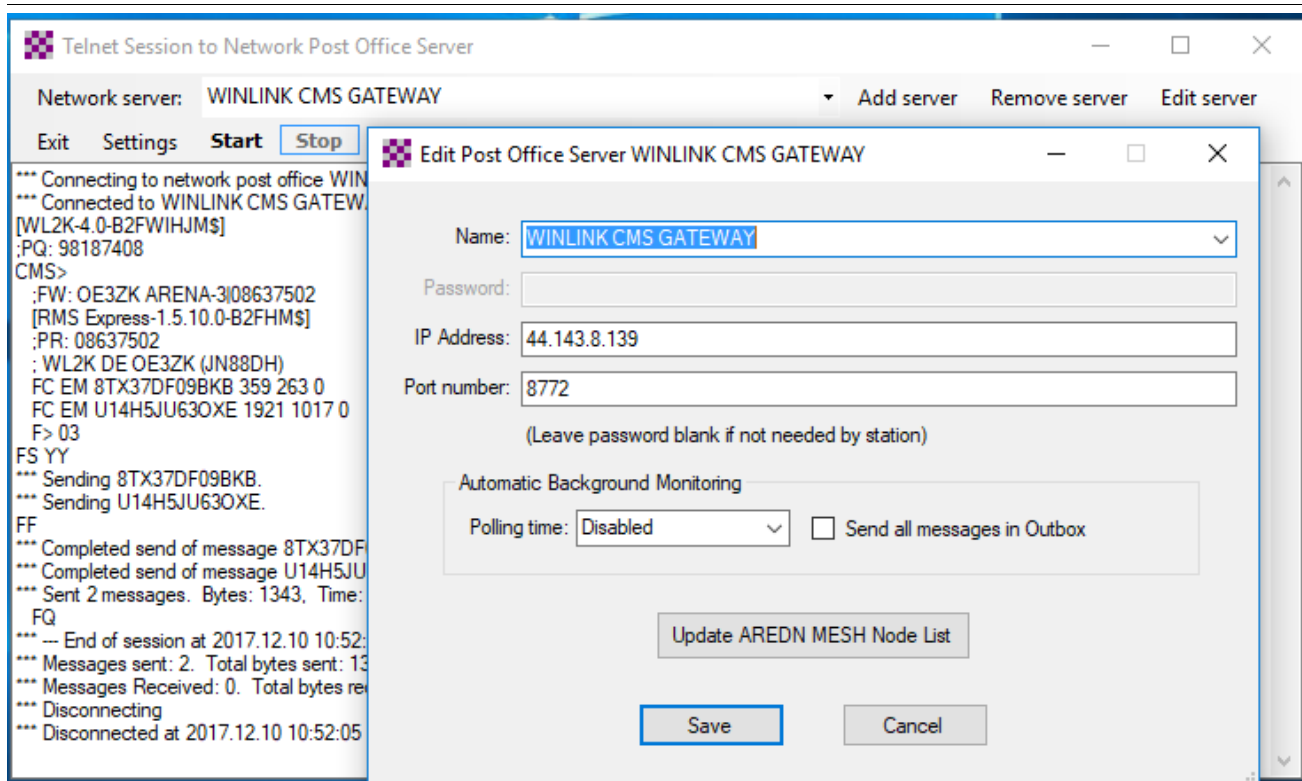 Telnet Session to Network Post Office Server
Network server: WINLINK CMS GATEWAY Add server Remove server Edit server
Exit Settings Start Stop
*** Connecting to network post office WIN
*** Connected to WINLINK CMS GATEW
[WL2K-4.0-B2FWIHJM$]
;PQ: 98187408
CMS>
;FW: OE3ZK ARENA-3|08637502
[RMS Express-1.5.10.0-B2FHM$]
;PR: 08637502
; WL2K DE OE3ZK (JN88DH)
FC EM 8TX37DF09BKB 359 263 0
FC EM U14H5JU63OXE 1921 1017 0
F> 03
FS YY
*** Sending 8TX37DF09BKB.
*** Sending U14H5JU63OXE.
FF
*** Completed send of message 8TX37DF
*** Completed send of message U14H5JU
*** Sent 2 messages. Bytes: 1343, Time:
FQ
*** --- End of session at 2017.12.10 10:52:
*** Messages sent: 2. Total bytes sent: 13
*** Messages Received: 0. Total bytes re
*** Disconnecting
*** Disconnected at 2017.12.10 10:52:05
Edit Post Office Server WINLINK CMS GATEWAY
Name: WINLINK CMS GATEWAY
Password:
IP Address: 44.143.8.139
Port number: 8772
(Leave password blank if not needed by station)
Automatic Background Monitoring
Polling time: Disabled Send all messages in Outbox
Update AREDN MESH Node List
Save Cancel